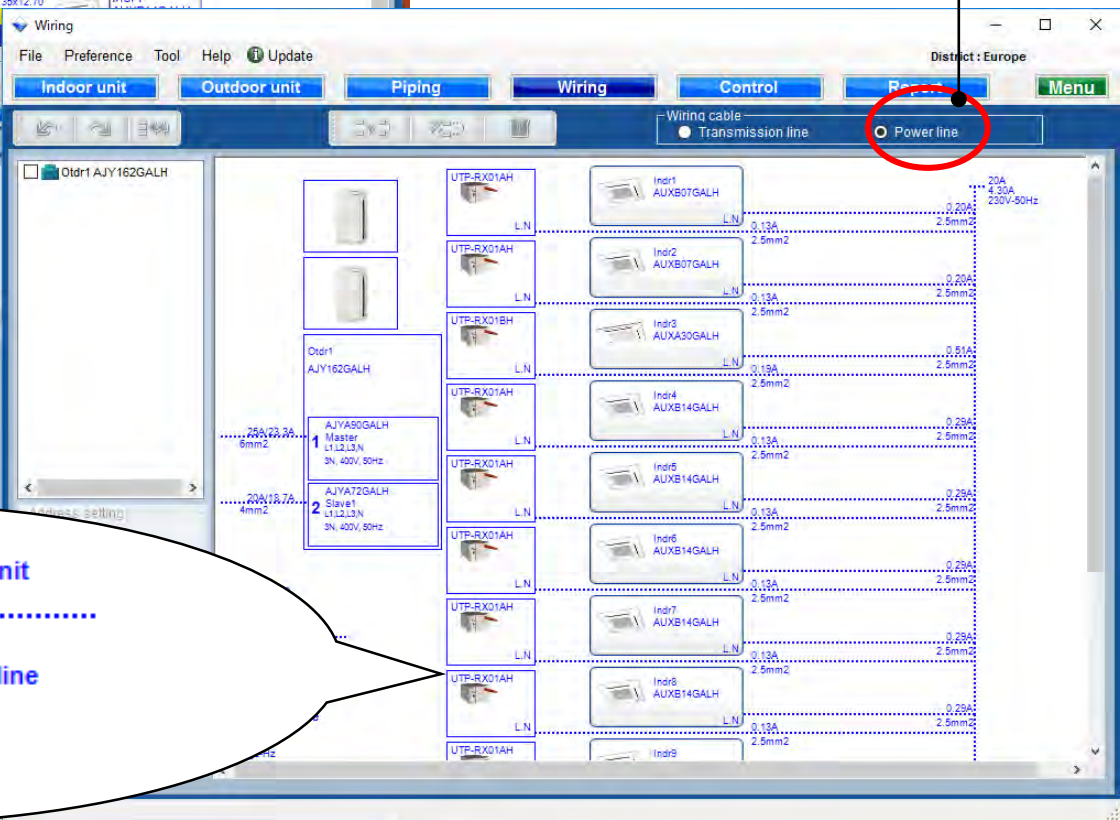 35x12.70
Wiring
File Preference Tool Help Update
District : Europe
Indoor unit Outdoor unit Piping Wiring Control Report Menu
Wiring cable
Transmission line Power line
Otdr1 AJY162GALH
Address setting
Otdr1
AJY162GALH
25A/23.3A
6mm2
1
AJYA90GALH
Master
L1,L2,L3,N
3N, 400V, 50Hz
20A/18.7A
4mm2
2
AJYA72GALH
Slave1
L1,L2,L3,N
3N, 400V, 50Hz
20A
4.30A
230V-50Hz
UTP-RX01AH
L.N
Indr1
AUXB07GALH
L.N
0.13A
2.5mm2
0.20A
2.5mm2
UTP-RX01AH
L.N
Indr2
AUXB07GALH
L.N
0.13A
2.5mm2
0.20A
2.5mm2
UTP-RX01BH
L.N
Indr3
AUXA30GALH
L.N
0.19A
2.5mm2
0.51A
2.5mm2
UTP-RX01AH
L.N
Indr4
AUXB14GALH
L.N
0.13A
2.5mm2
0.29A
2.5mm2
UTP-RX01AH
L.N
Indr5
AUXB14GALH
L.N
0.13A
2.5mm2
0.29A
2.5mm2
UTP-RX01AH
L.N
Indr6
AUXB14GALH
L.N
0.13A
2.5mm2
0.29A
2.5mm2
UTP-RX01AH
L.N
Indr7
AUXB14GALH
L.N
0.13A
2.5mm2
0.29A
2.5mm2
UTP-RX01AH
L.N
Indr8
AUXB14GALH
L.N
0.13A
2.5mm2
0.29A
2.5mm2
UTP-RX01AH
Indr9
nit
line